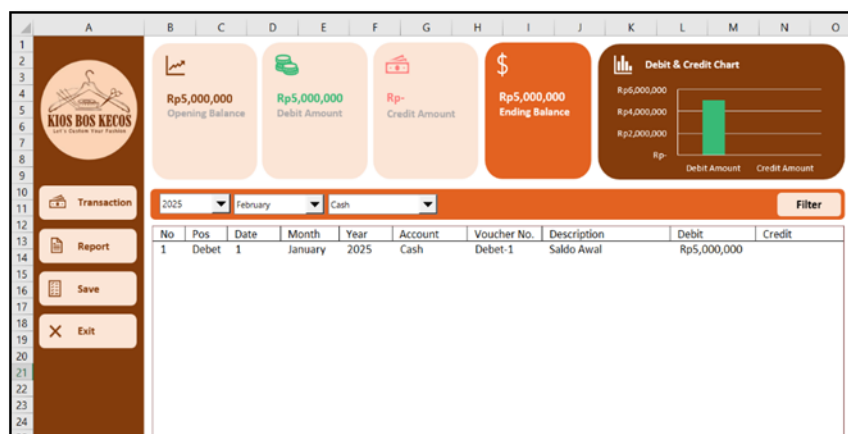 A B C D E F G H I J K L M N O
1
2
3
4
5
6
7
8
9
10
11
12
13
14
15
16
17
18
19
20
21
22
23
24
KIOS BOS KECOS
Let's Custom Your Fashion
Transaction
Report
Save
Exit
Rp5,000,000
Opening Balance
Rp5,000,000
Debit Amount
Rp-
Credit Amount
$
Rp5,000,000
Ending Balance
Debit & Credit Chart
Rp6,000,000
Rp4,000,000
Rp2,000,000
Rp-
Debit Amount Credit Amount
2025 February Cash Filter
No Pos Date Month Year Account Voucher No. Description Debit Credit
1 Debet 1 January 2025 Cash Debet-1 Saldo Awal Rp5,000,000